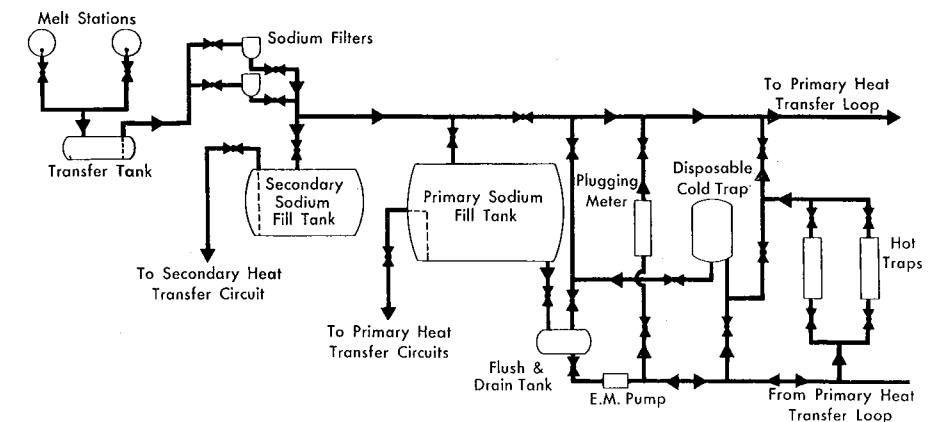 Melt Stations
Sodium Filters
To Primary Heat
Transfer Loop
Transfer Tank
Secondary
Sodium
Fill Tank
Primary Sodium
Fill Tank
Plugging
Meter
Disposable
Cold Trap
Hot
Traps
To Secondary Heat
Transfer Circuit
To Primary Heat
Transfer Circuits
Flush &
Drain Tank
E.M. Pump
From Primary Heat
Transfer Loop